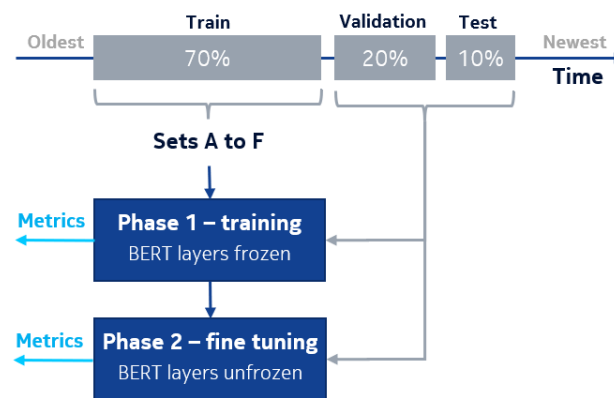 Train
Validation
Test
Oldest
70%
20%
10%
Newest
Time
Sets A to F
Metrics
Phase 1 – training
BERT layers frozen
Metrics
Phase 2 – fine tuning
BERT layers unfrozen